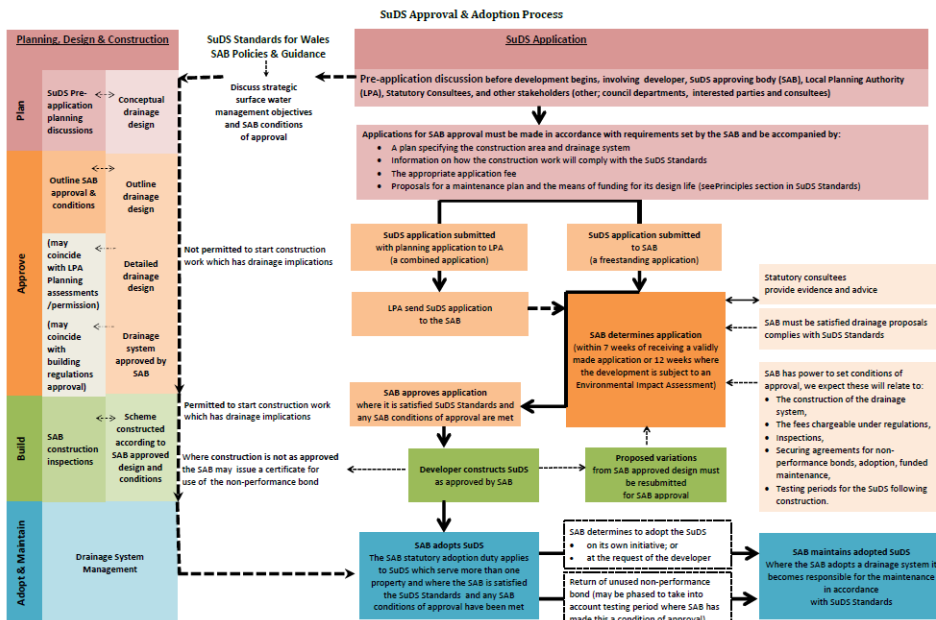 SuDS Approval & Adoption Process
Planning, Design & Construction
SuDS Standards for Wales
SAB Policies & Guidance
SuDS Application
Plan
SuDS Pre-
application
planning
discussions
Conceptual
drainage
design
Discuss strategic
surface water
management objectives
and SAB conditions
of approval
Pre-application discussion before development begins, involving developer, SuDS approving body (SAB), Local Planning Authority
(LPA), Statutory Consultees, and other stakeholders (other; council departments, interested parties and consultees)
Applications for SAB approval must be made in accordance with requirements set by the SAB and be accompanied by:
• A plan specifying the construction area and drainage system
• Information on how the construction work will comply with the SuDS Standards
• The appropriate application fee
• Proposals for a maintenance plan and the means of funding for its design life (seePrinciples section in SuDS Standards)
Approve
Outline SAB
approval &
conditions
Outline
drainage
design
(may
coincide
with LPA
Planning
assessments
/permission)
Detailed
drainage
design
(may
coincide
with
building
regulations
approval)
Drainage
system
approved by
SAB
Not permitted to start construction
work which has drainage implications
SuDS application submitted
with planning application to LPA
(a combined application)
SuDS application submitted
to SAB
(a freestanding application)
LPA send SuDS application
to the SAB
SAB determines application
(within 7 weeks of receiving a validly
made application or 12 weeks where
the development is subject to an
Environmental Impact Assessment)
Statutory consultees
provide evidence and advice
SAB must be satisfied drainage proposals
complies with SuDS Standards
SAB has power to set conditions of
approval, we expect these will relate to:
• The construction of the drainage
system,
• The fees chargeable under regulations,
• Inspections,
• Securing agreements for non-
performance bonds, adoption, funded
maintenance,
• Testing periods for the SuDS following
construction.
SAB approves application
where it is satisfied SuDS Standards and
any SAB conditions of approval are met
Build
SAB
construction
inspections
Scheme
constructed
according to
SAB approved
design and
conditions
Permitted to start construction work
which has drainage implications
Where construction is not as approved
the SAB may issue a certificate for
use of the non-performance bond
Developer constructs SuDS
as approved by SAB
Proposed variations
from SAB approved design must
be resubmitted
for SAB approval
Adopt & Maintain
Drainage System
Management
SAB adopts SuDS
The SAB statutory adoption duty applies
to SuDS which serve more than one
property and where the SAB is satisfied
the SuDS Standards and any SAB
conditions of approval have been met
SAB determines to adopt the SuDS
• on its own initiative; or
• at the request of the developer
Return of unused non-performance
bond (may be phased to take into
account testing period where SAB has
made this a condition of approval)
SAB maintains adopted SuDS
Where the SAB adopts a drainage system it
becomes responsible for the maintenance
in accordance
with SuDS Standards